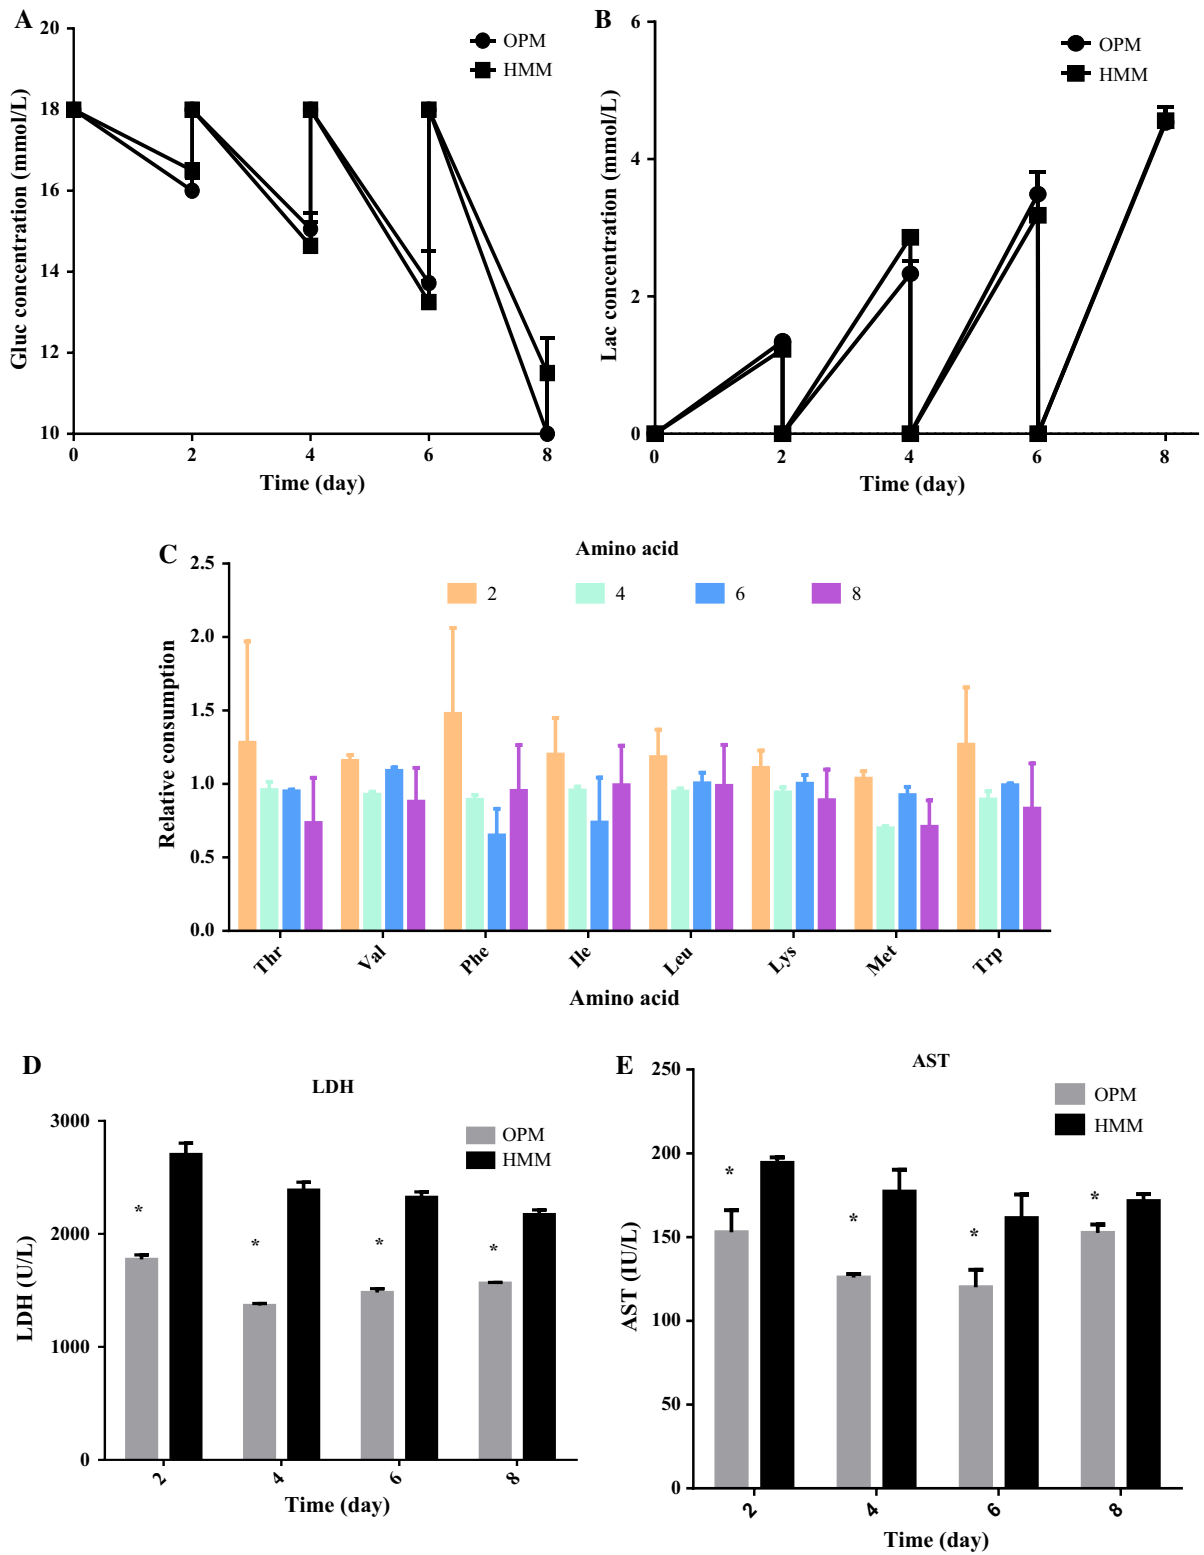 A
OPM
HMM
Gluc concentration (mmol/L)
18
16
14
12
10
0 2 4 6 8
Time (day)
B
OPM
HMM
Lac concentration (mmol/L)
6
4
2
0
0 2 4 6 8
Time (day)
C
Amino acid
2 4 6 8
Relative consumption
2.5
2.0
1.5
1.0
0.5
0.0
Thr Val Phe Ile Leu Lys Met Trp
Amino acid
D
LDH
OPM
HMM
LDH (U/L)
3000
2000
1000
0
* * * *
2 4 6 8
Time (day)
E
AST
OPM
HMM
AST (IU/L)
250
200
150
100
50
0
* * * *
2 4 6 8
Time (day)